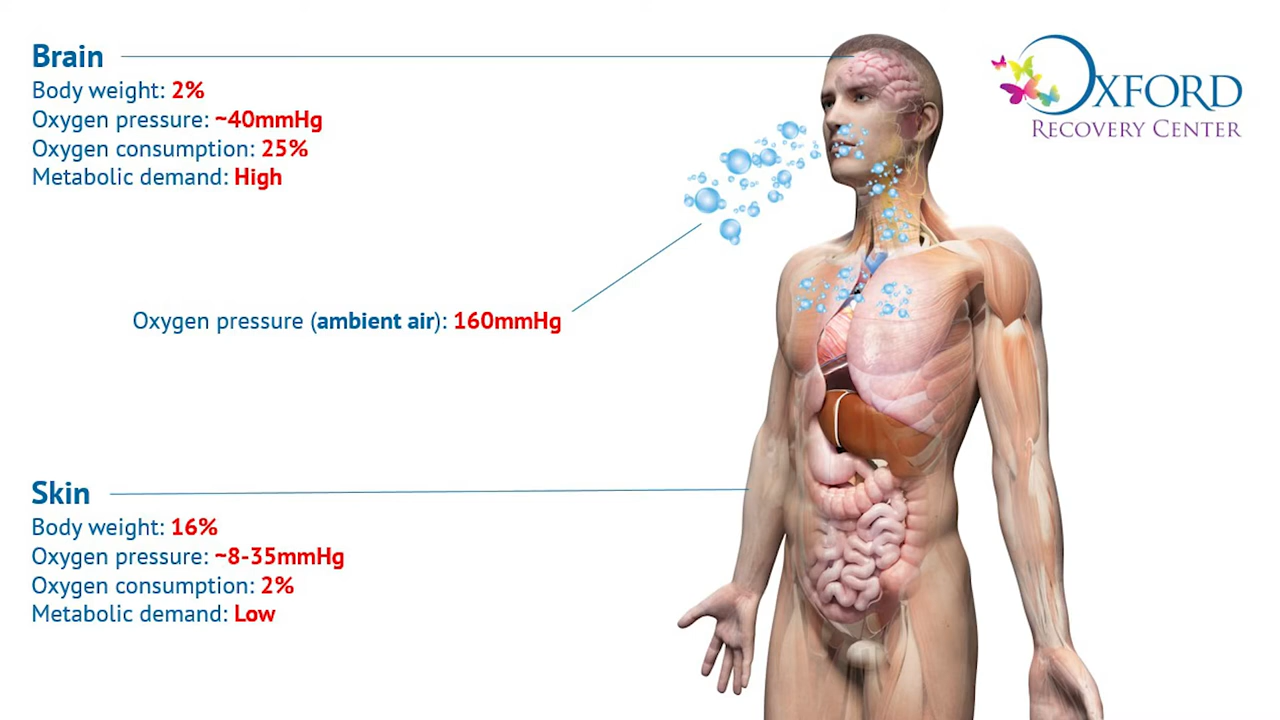 Brain
Body weight: 2%
Oxygen pressure: ~40mmHg
Oxygen consumption: 25%
Metabolic demand: High
OXFORD
RECOVERY CENTER
Oxygen pressure (ambient air): 160mmHg
Skin
Body weight: 16%
Oxygen pressure: ~8-35mmHg
Oxygen consumption: 2%
Metabolic demand: Low